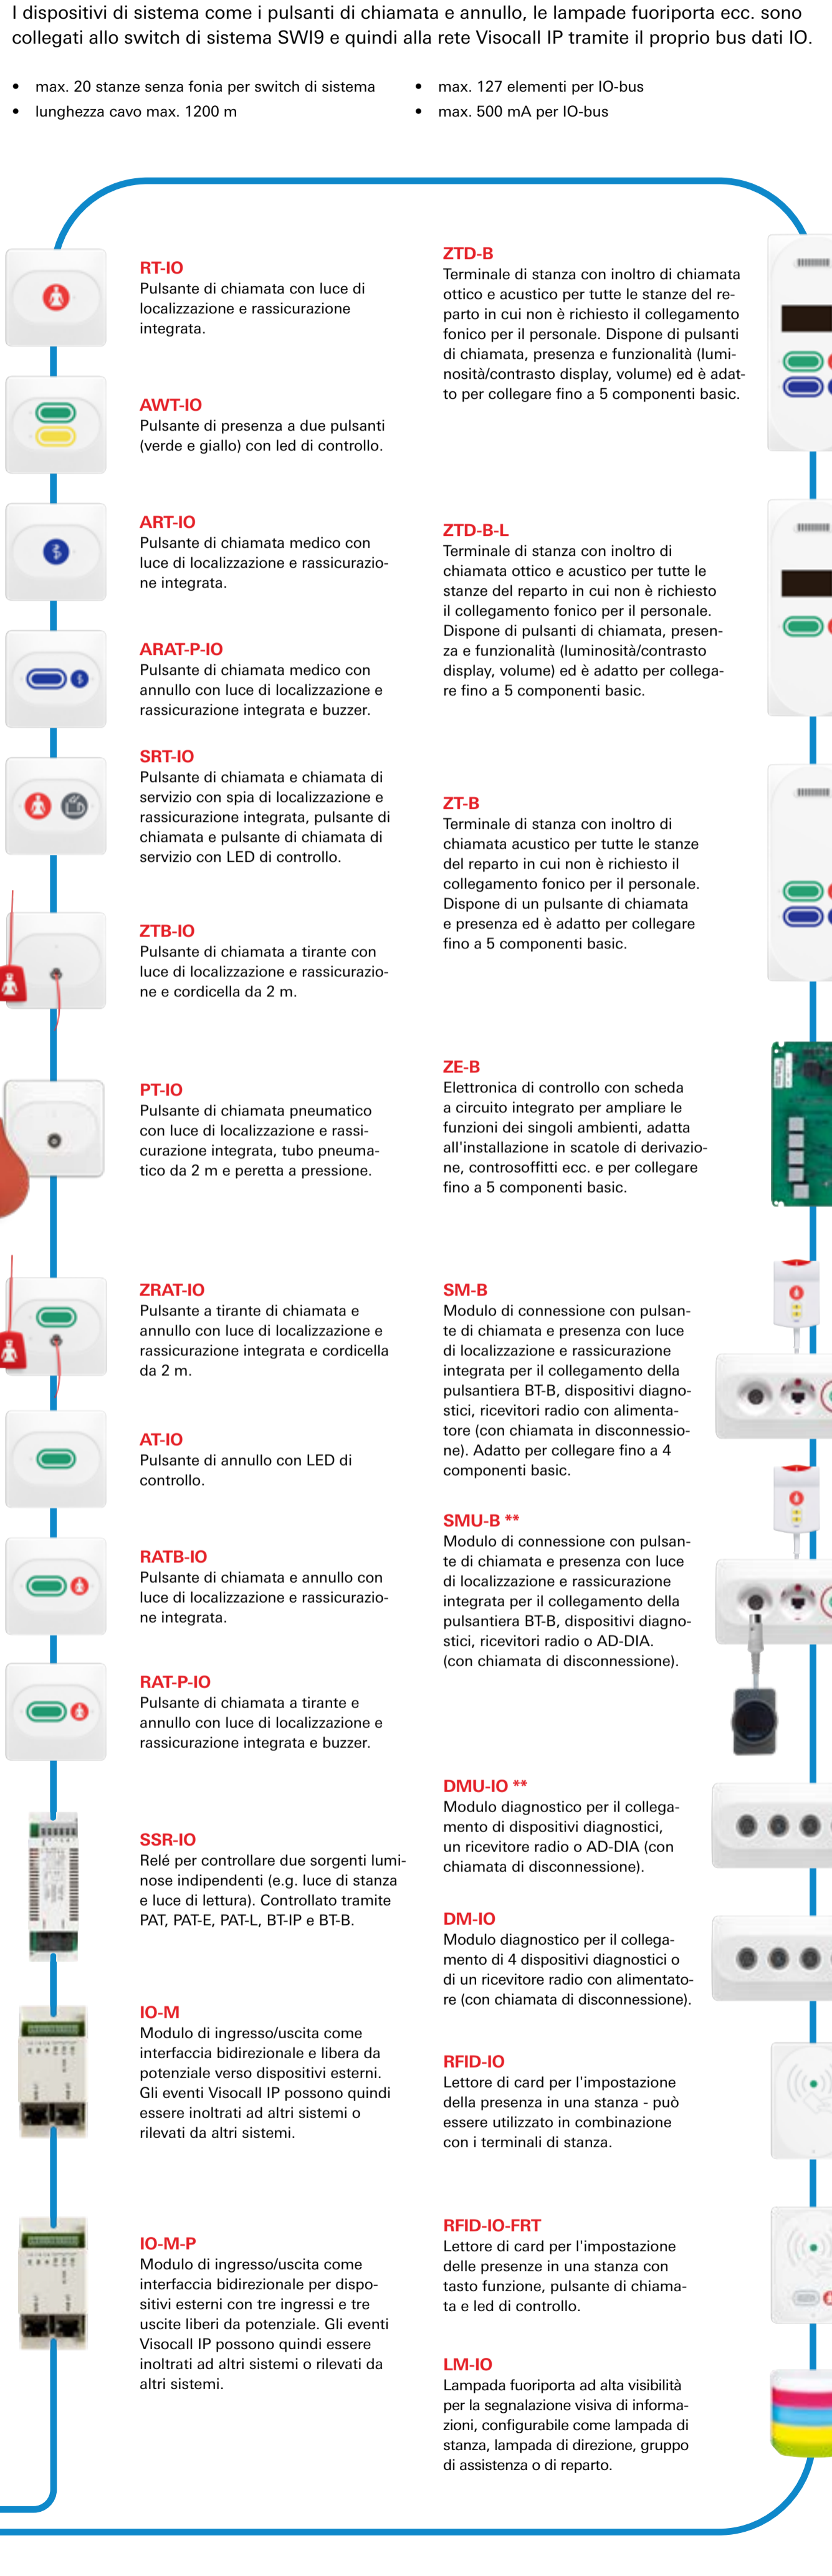 I dispositivi di sistema come i pulsanti di chiamata e annullo, le lampade fuoriporta ecc. sono
collegati allo switch di sistema SWI9 e quindi alla rete Visocall IP tramite il proprio bus dati IO.
• max. 20 stanze senza fonia per switch di sistema
• lunghezza cavo max. 1200 m
• max. 127 elementi per IO-bus
• max. 500 mA per IO-bus
RT-IO
Pulsante di chiamata con luce di
localizzazione e rassicurazione
integrata.
AWT-IO
Pulsante di presenza a due pulsanti
(verde e giallo) con led di controllo.
ART-IO
Pulsante di chiamata medico con
luce di localizzazione e rassicurazio-
ne integrata.
ARAT-P-IO
Pulsante di chiamata medico con
annullo con luce di localizzazione e
rassicurazione integrata e buzzer.
SRT-IO
Pulsante di chiamata e chiamata di
servizio con spia di localizzazione e
rassicurazione integrata, pulsante di
chiamata e pulsante di chiamata di
servizio con LED di controllo.
ZTB-IO
Pulsante di chiamata a tirante con
luce di localizzazione e rassicurazio-
ne e cordicella da 2 m.
PT-IO
Pulsante di chiamata pneumatico
con luce di localizzazione e rassi-
curazione integrata, tubo pneuma-
tico da 2 m e peretta a pressione.
ZRAT-IO
Pulsante a tirante di chiamata e
annullo con luce di localizzazione e
rassicurazione integrata e cordicella
da 2 m.
AT-IO
Pulsante di annullo con LED di
controllo.
RATB-IO
Pulsante di chiamata e annullo con
luce di localizzazione e rassicurazio-
ne integrata.
RAT-P-IO
Pulsante di chiamata a tirante e
annullo con luce di localizzazione e
rassicurazione integrata e buzzer.
SSR-IO
Relé per controllare due sorgenti lumi-
nose indipendenti (e.g. luce di stanza
e luce di lettura). Controllato tramite
PAT, PAT-E, PAT-L, BT-IP e BT-B.
IO-M
Modulo di ingresso/uscita come
interfaccia bidirezionale e libera da
potenziale verso dispositivi esterni.
Gli eventi Visocall IP possono quindi
essere inoltrati ad altri sistemi o
rilevati da altri sistemi.
IO-M-P
Modulo di ingresso/uscita come
interfaccia bidirezionale per dispo-
sitivi esterni con tre ingressi e tre
uscite liberi da potenziale. Gli eventi
Visocall IP possono quindi essere
inoltrati ad altri sistemi o rilevati da
altri sistemi.
ZTD-B
Terminale di stanza con inoltro di chiamata
ottico e acustico per tutte le stanze del re-
parto in cui non è richiesto il collegamento
fonico per il personale. Dispone di pulsanti
di chiamata, presenza e funzionalità (lumi-
nosità/contrasto display, volume) ed è adat-
to per collegare fino a 5 componenti basic.
ZTD-B-L
Terminale di stanza con inoltro di
chiamata ottico e acustico per tutte le
stanze del reparto in cui non è richiesto
il collegamento fonico per il personale.
Dispone di pulsanti di chiamata, presen-
za e funzionalità (luminosità/contrasto
display, volume) ed è adatto per collega-
re fino a 5 componenti basic.
ZT-B
Terminale di stanza con inoltro di
chiamata acustico per tutte le stanze
del reparto in cui non è richiesto il
collegamento fonico per il personale.
Dispone di un pulsante di chiamata
e presenza ed è adatto per collegare
fino a 5 componenti basic.
ZE-B
Elettronica di controllo con scheda
a circuito integrato per ampliare le
funzioni dei singoli ambienti, adatta
all'installazione in scatole di derivazio-
ne, controsoffitti ecc. e per collegare
fino a 5 componenti basic.
SM-B
Modulo di connessione con pulsan-
te di chiamata e presenza con luce
di localizzazione e rassicurazione
integrata per il collegamento della
pulsantiera BT-B, dispositivi diagno-
stici, ricevitori radio con alimenta-
tore (con chiamata in disconnessio-
ne). Adatto per collegare fino a 4
componenti basic.
SMU-B **
Modulo di connessione con pulsan-
te di chiamata e presenza con luce
di localizzazione e rassicurazione
integrata per il collegamento della
pulsantiera BT-B, dispositivi diagno-
stici, ricevitori radio o AD-DIA.
(con chiamata di disconnessione).
DMU-IO **
Modulo diagnostico per il collega-
mento di dispositivi diagnostici,
un ricevitore radio o AD-DIA (con
chiamata di disconnessione).
DM-IO
Modulo diagnostico per il collega-
mento di 4 dispositivi diagnostici o
di un ricevitore radio con alimentato-
re (con chiamata di disconnessione).
RFID-IO
Lettore di card per l'impostazione
della presenza in una stanza - può
essere utilizzato in combinazione
con i terminali di stanza.
RFID-IO-FRT
Lettore di card per l'impostazione
delle presenze in una stanza con
tasto funzione, pulsante di chiama-
ta e led di controllo.
LM-IO
Lampada fuoriporta ad alta visibilità
per la segnalazione visiva di informa-
zioni, configurabile come lampada di
stanza, lampada di direzione, gruppo
di assistenza o di reparto.